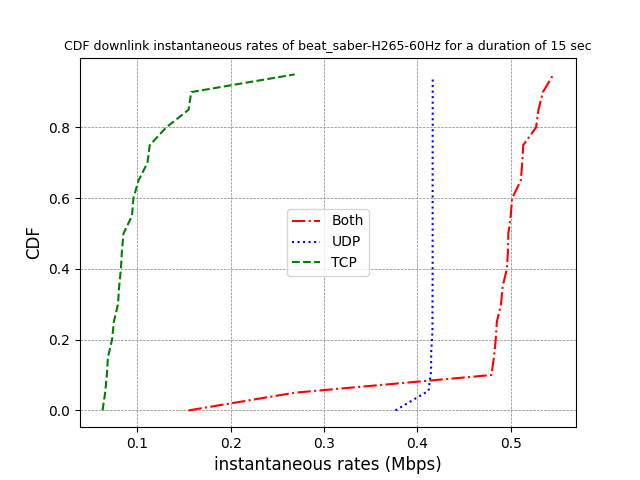 CDF downlink instantaneous rates of beat_saber-H265-60Hz for a duration of 15 sec
0.8
0.6
0.4
0.2
0.0
CDF
Both
UDP
TCP
0.1 0.2 0.3 0.4 0.5
instantaneous rates (Mbps)